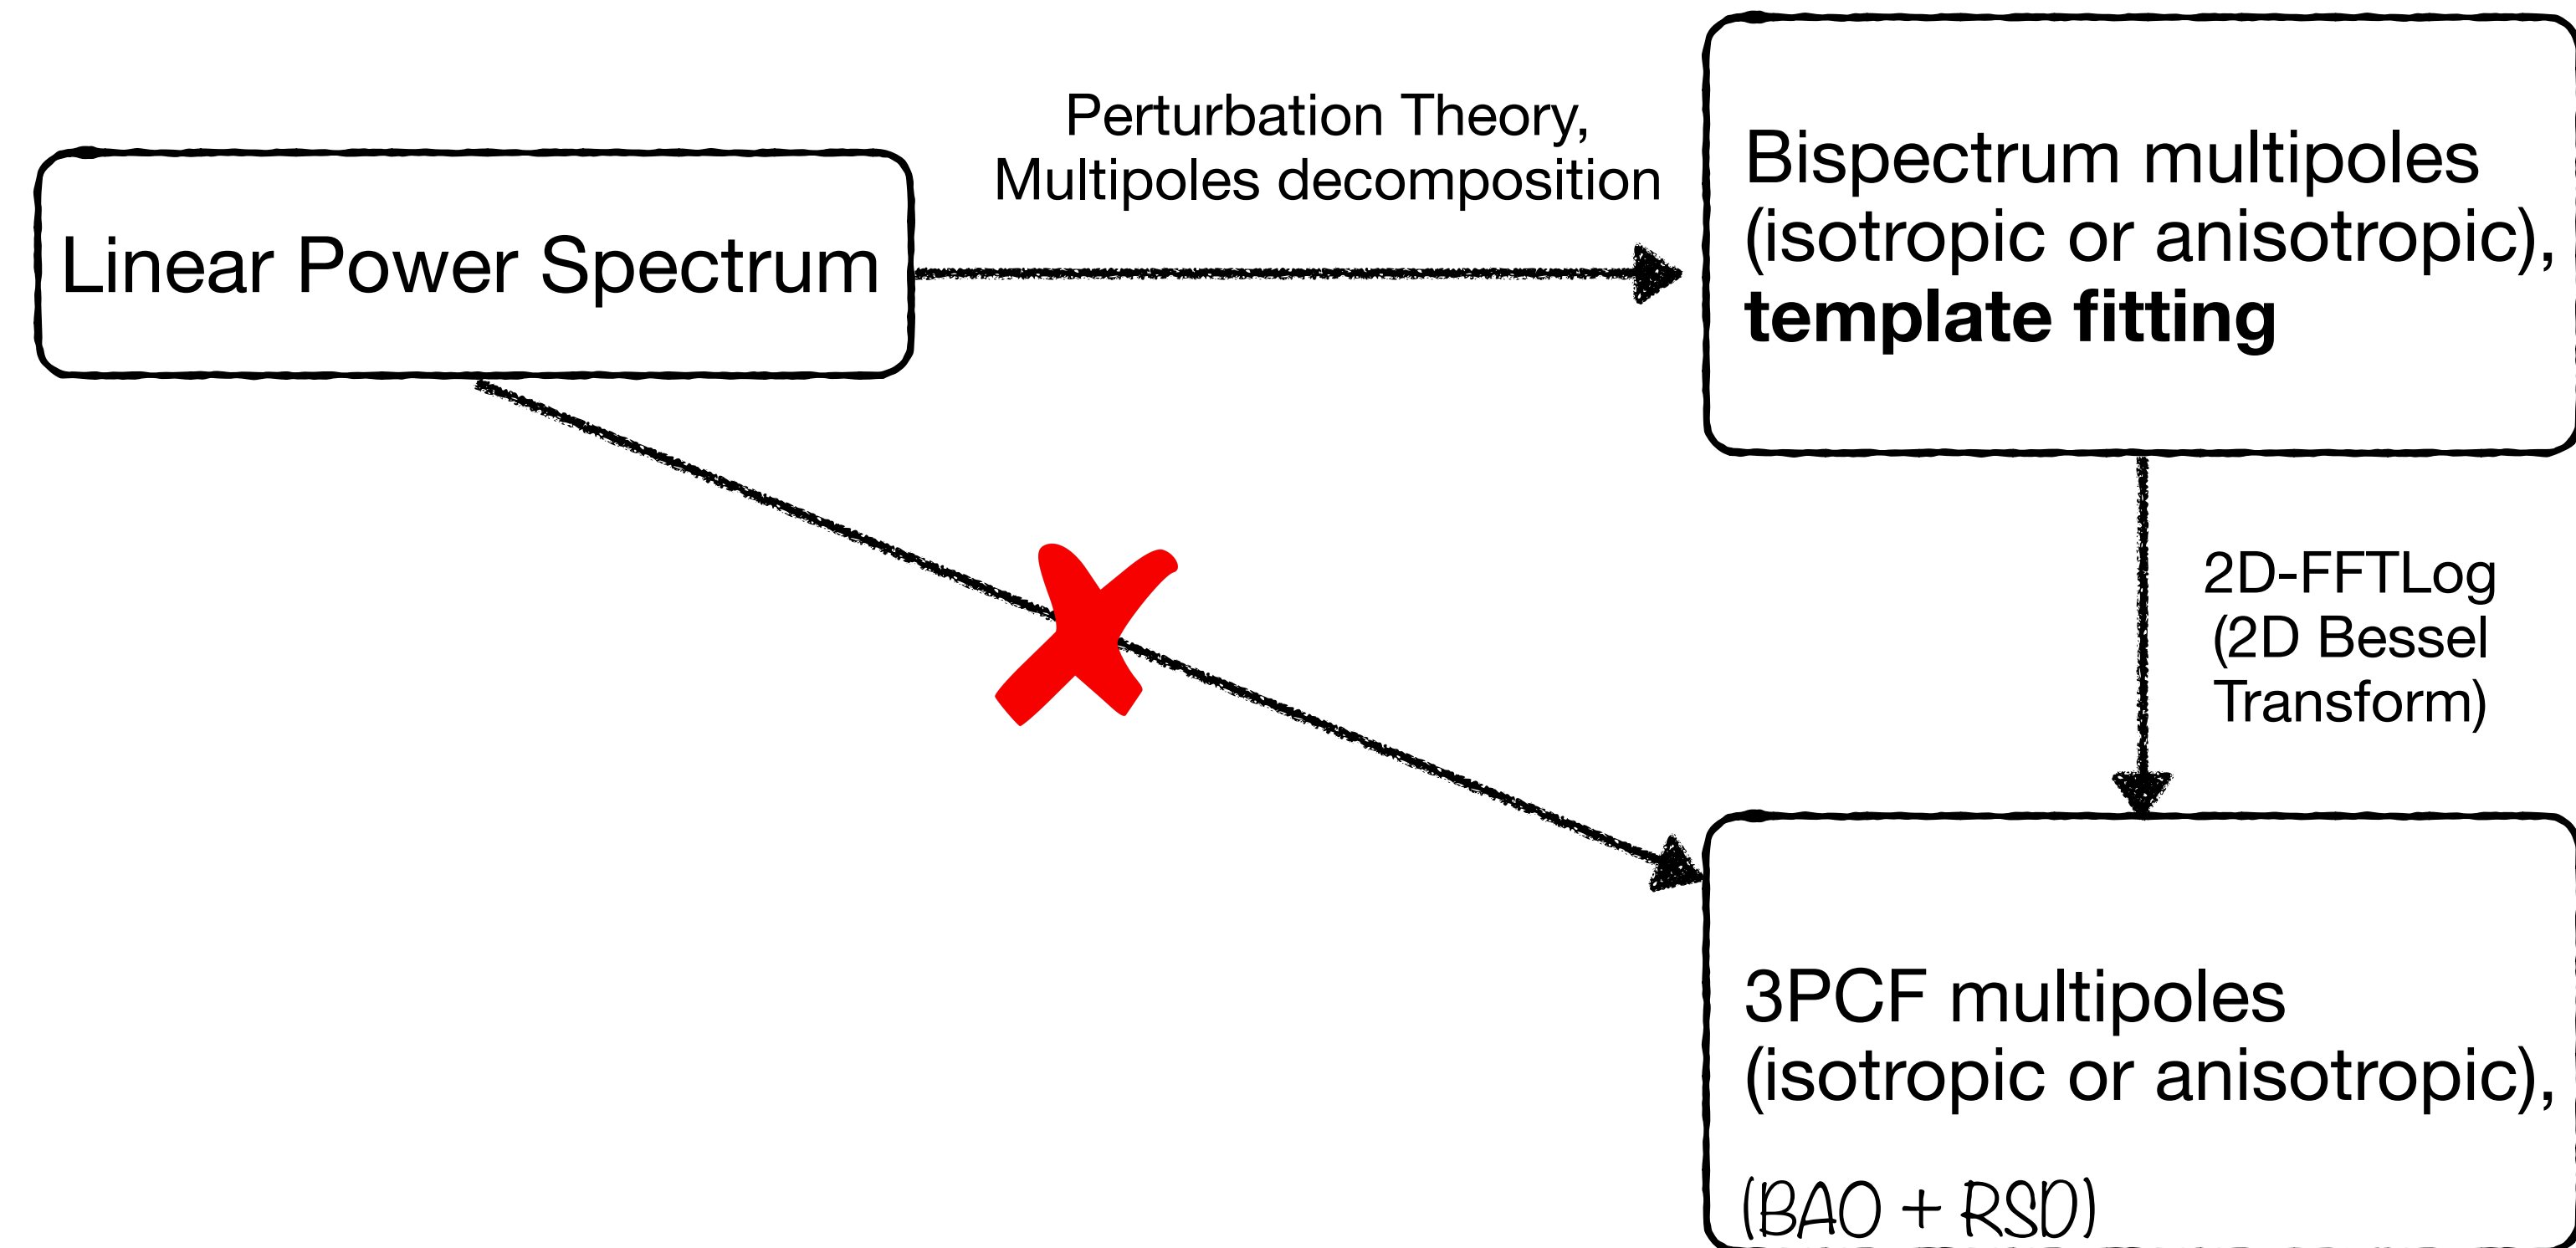 Linear Power Spectrum
Perturbation Theory,
Multipoles decomposition
Bispectrum multipoles
(isotropic or anisotropic),
template fitting
2D-FFTLog
(2D Bessel
Transform)
3PCF multipoles
(isotropic or anisotropic),
(BAO + RSD)